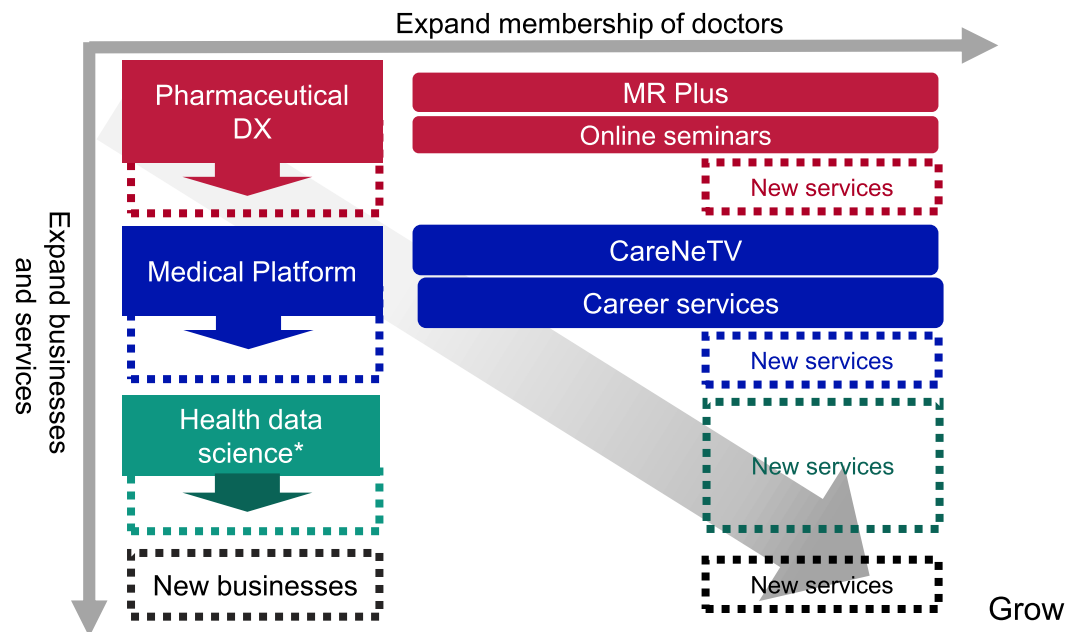 Expand membership of doctors
Pharmaceutical
DX
MR Plus
Online seminars
New services
Expand businesses
and services
Medical Platform
CareNeTV
Career services
New services
Health data
science*
New services
New businesses
New services
Grow